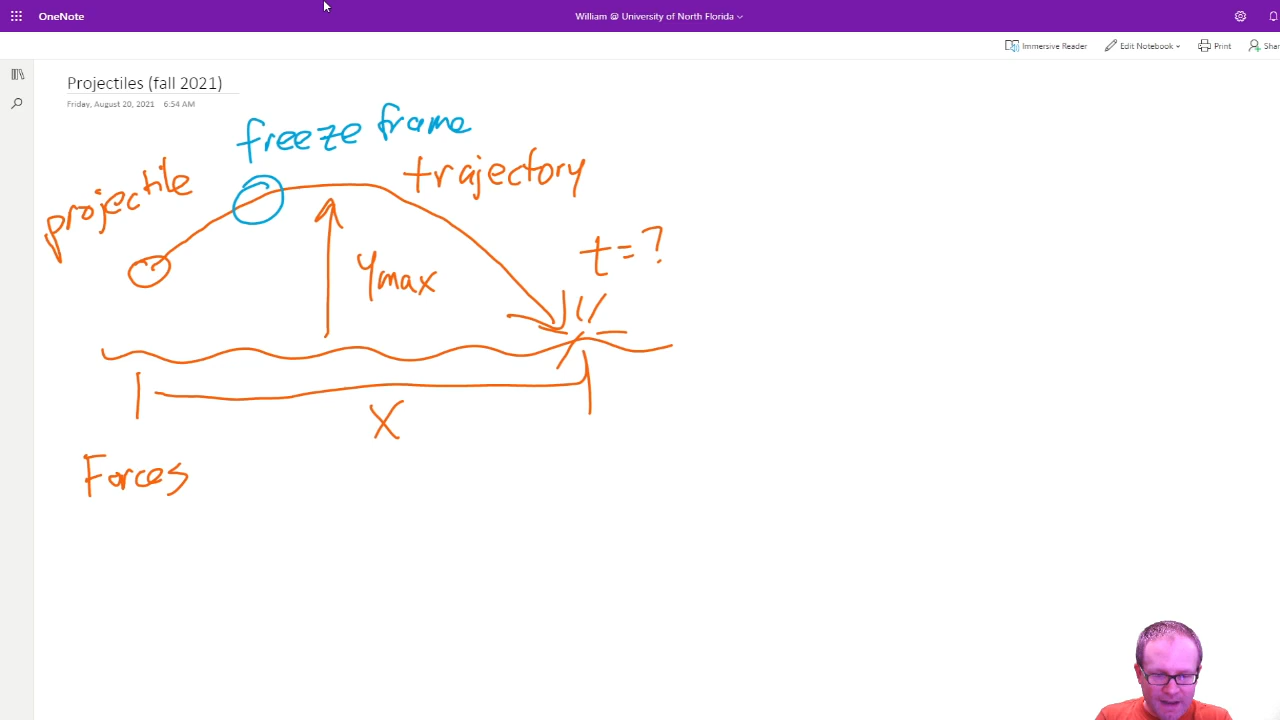 OneNote
William @ University of North Florida
Immersive Reader
Edit Notebook
Print
Shar
Projectiles (fall 2021)
Friday, August 20, 2021 6:54 AM
freeze frame
projectile
trajectory
t = ?
ymax
x
Forces